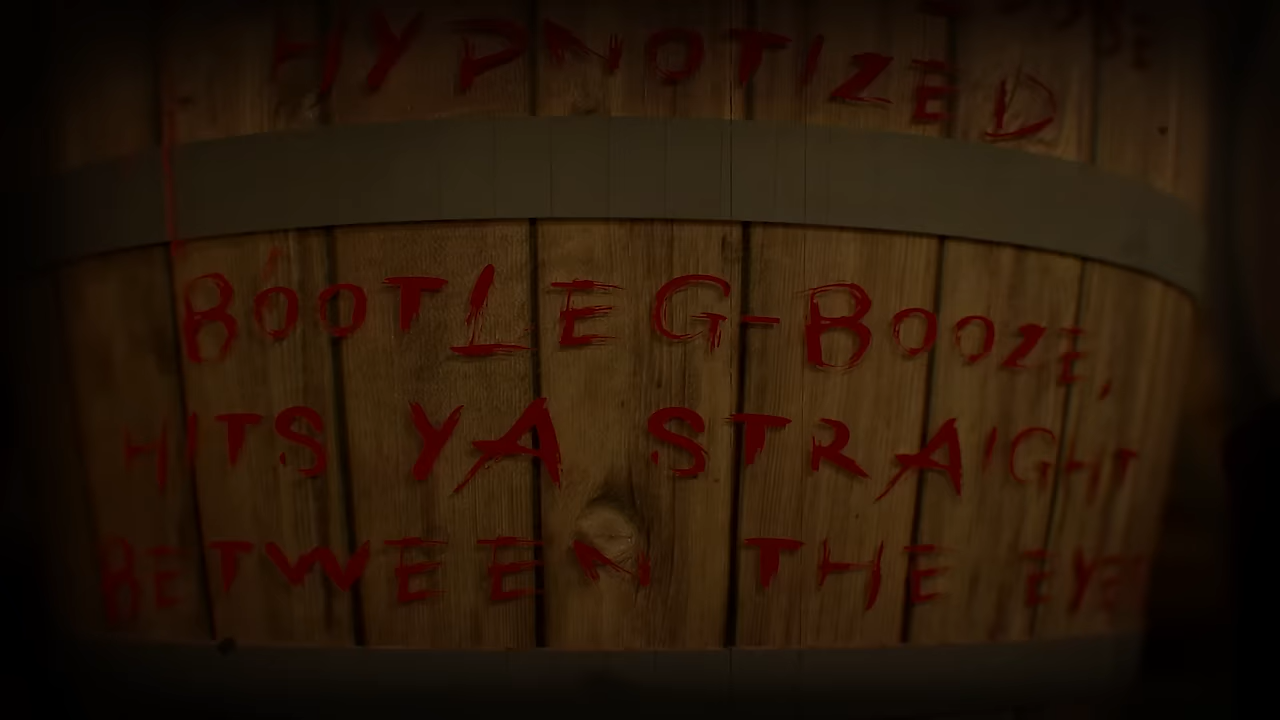 HYPNOTIZED
BOOTLEG-BOOZE,
HITS YA STRAIGHT
BETWEEN THE EYES